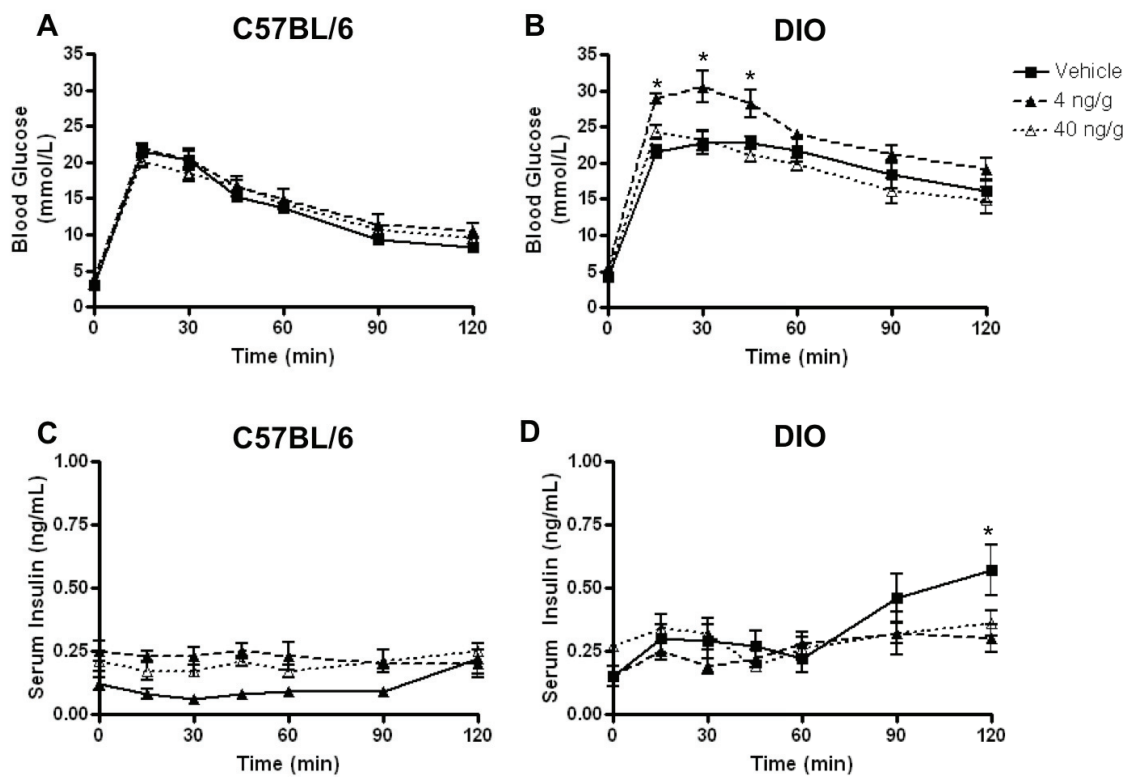 A
C57BL/6
35
30
25
20
15
10
5
0
Blood Glucose
(mmol/L)
0 30 60 90 120
Time (min)
B
DIO
35
30
25
20
15
10
5
0
Blood Glucose
(mmol/L)
* * *
0 30 60 90 120
Time (min)
Vehicle
4 ng/g
40 ng/g
C
C57BL/6
1.00
0.75
0.50
0.25
0.00
Serum Insulin (ng/mL)
0 30 60 90 120
Time (min)
D
DIO
1.00
0.75
0.50
0.25
0.00
Serum Insulin (ng/mL)
*
0 30 60 90 120
Time (min)